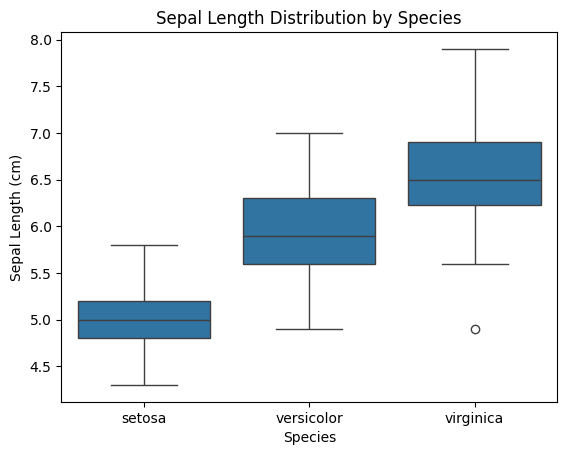 Sepal Length Distribution by Species
8.0
7.5
7.0
6.5
6.0
5.5
5.0
4.5
Sepal Length (cm)
setosa versicolor virginica
Species